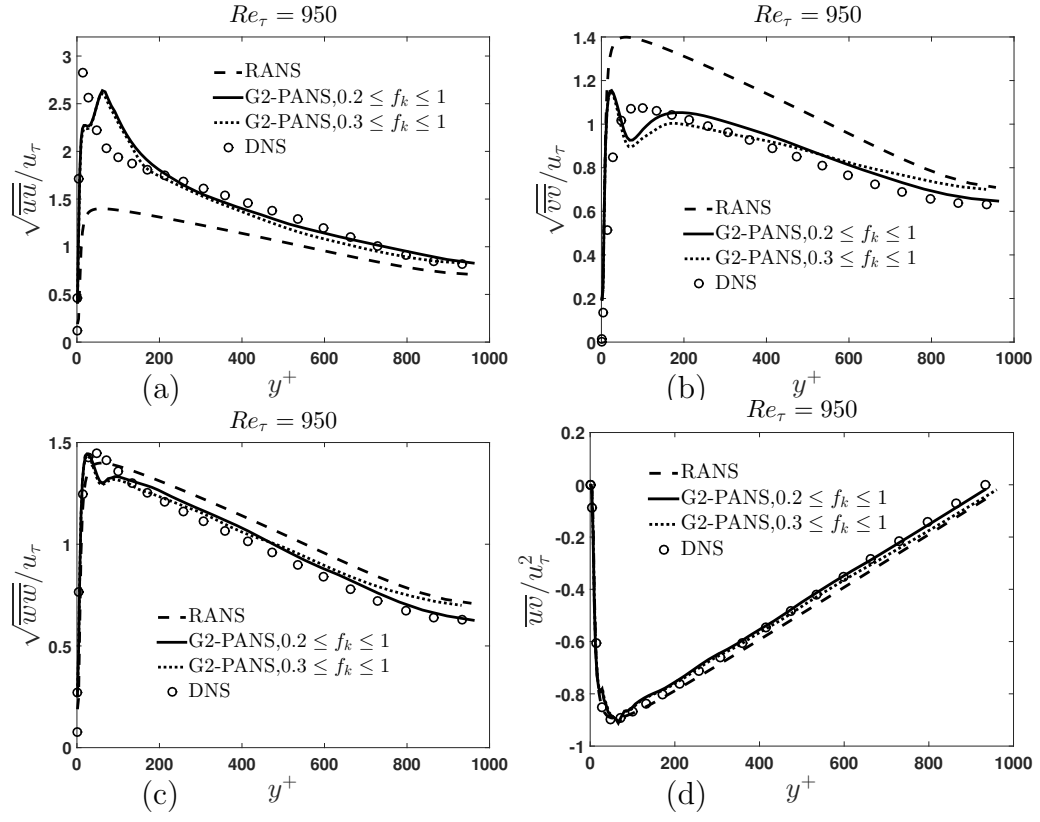 Re_τ = 950
3
2.5
2
1.5
1
0.5
0
√u̅u̅/u_τ
RANS
G2-PANS,0.2 ≤ f_k ≤ 1
G2-PANS,0.3 ≤ f_k ≤ 1
DNS
0 200 400 600 800 1000
(a) y⁺
Re_τ = 950
1.4
1.2
1.0
0.8
0.6
0.4
0.2
0
√v̅v̅/u_τ
RANS
G2-PANS,0.2 ≤ f_k ≤ 1
G2-PANS,0.3 ≤ f_k ≤ 1
DNS
0 200 400 600 800 1000
(b) y⁺
Re_τ = 950
1.5
1
0.5
0
√w̅w̅/u_τ
RANS
G2-PANS,0.2 ≤ f_k ≤ 1
G2-PANS,0.3 ≤ f_k ≤ 1
DNS
0 200 400 600 800 1000
(c) y⁺
Re_τ = 950
0.2
0
-0.2
-0.4
-0.6
-0.8
-1
u̅v̅/u_τ²
RANS
G2-PANS,0.2 ≤ f_k ≤ 1
G2-PANS,0.3 ≤ f_k ≤ 1
DNS
0 200 400 600 800 1000
(d) y⁺